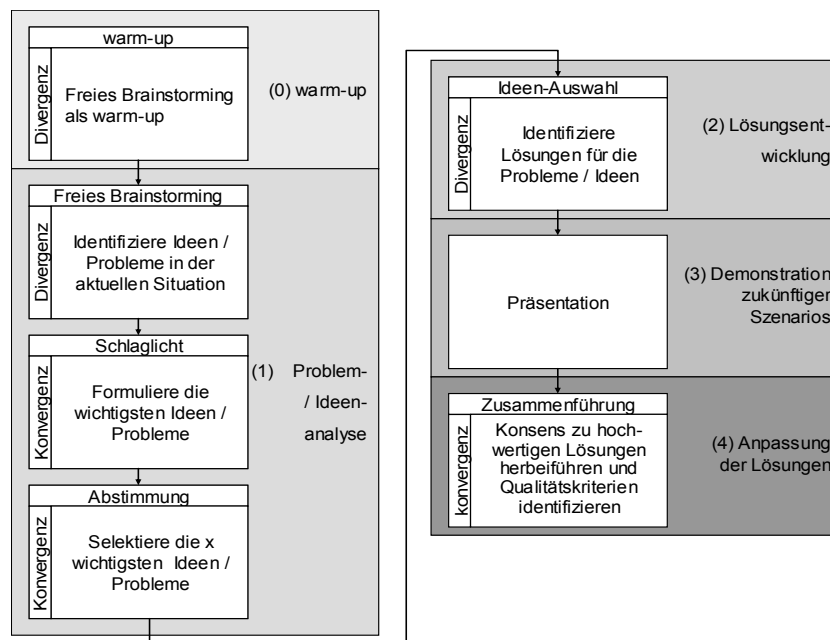 warm-up
Divergenz
Freies Brainstorming
als warm-up
(0) warm-up
Freies Brainstorming
Divergenz
Identifiziere Ideen /
Probleme in der
aktuellen Situation
Schlaglicht
Konvergenz
Formuliere die
wichtigsten Ideen /
Probleme
(1) Problem-
/ Ideen-
analyse
Abstimmung
Konvergenz
Selektiere die x
wichtigsten Ideen /
Probleme
Ideen-Auswahl
Divergenz
Identifiziere
Lösungen für die
Probleme / Ideen
(2) Lösungsent-
wicklung
Präsentation
(3) Demonstration
zukünftiger
Szenarios
Zusammenführung
konvergenz
Konsens zu hoch-
wertigen Lösungen
herbeiführen und
Qualitätskriterien
identifizieren
(4) Anpassung
der Lösungen